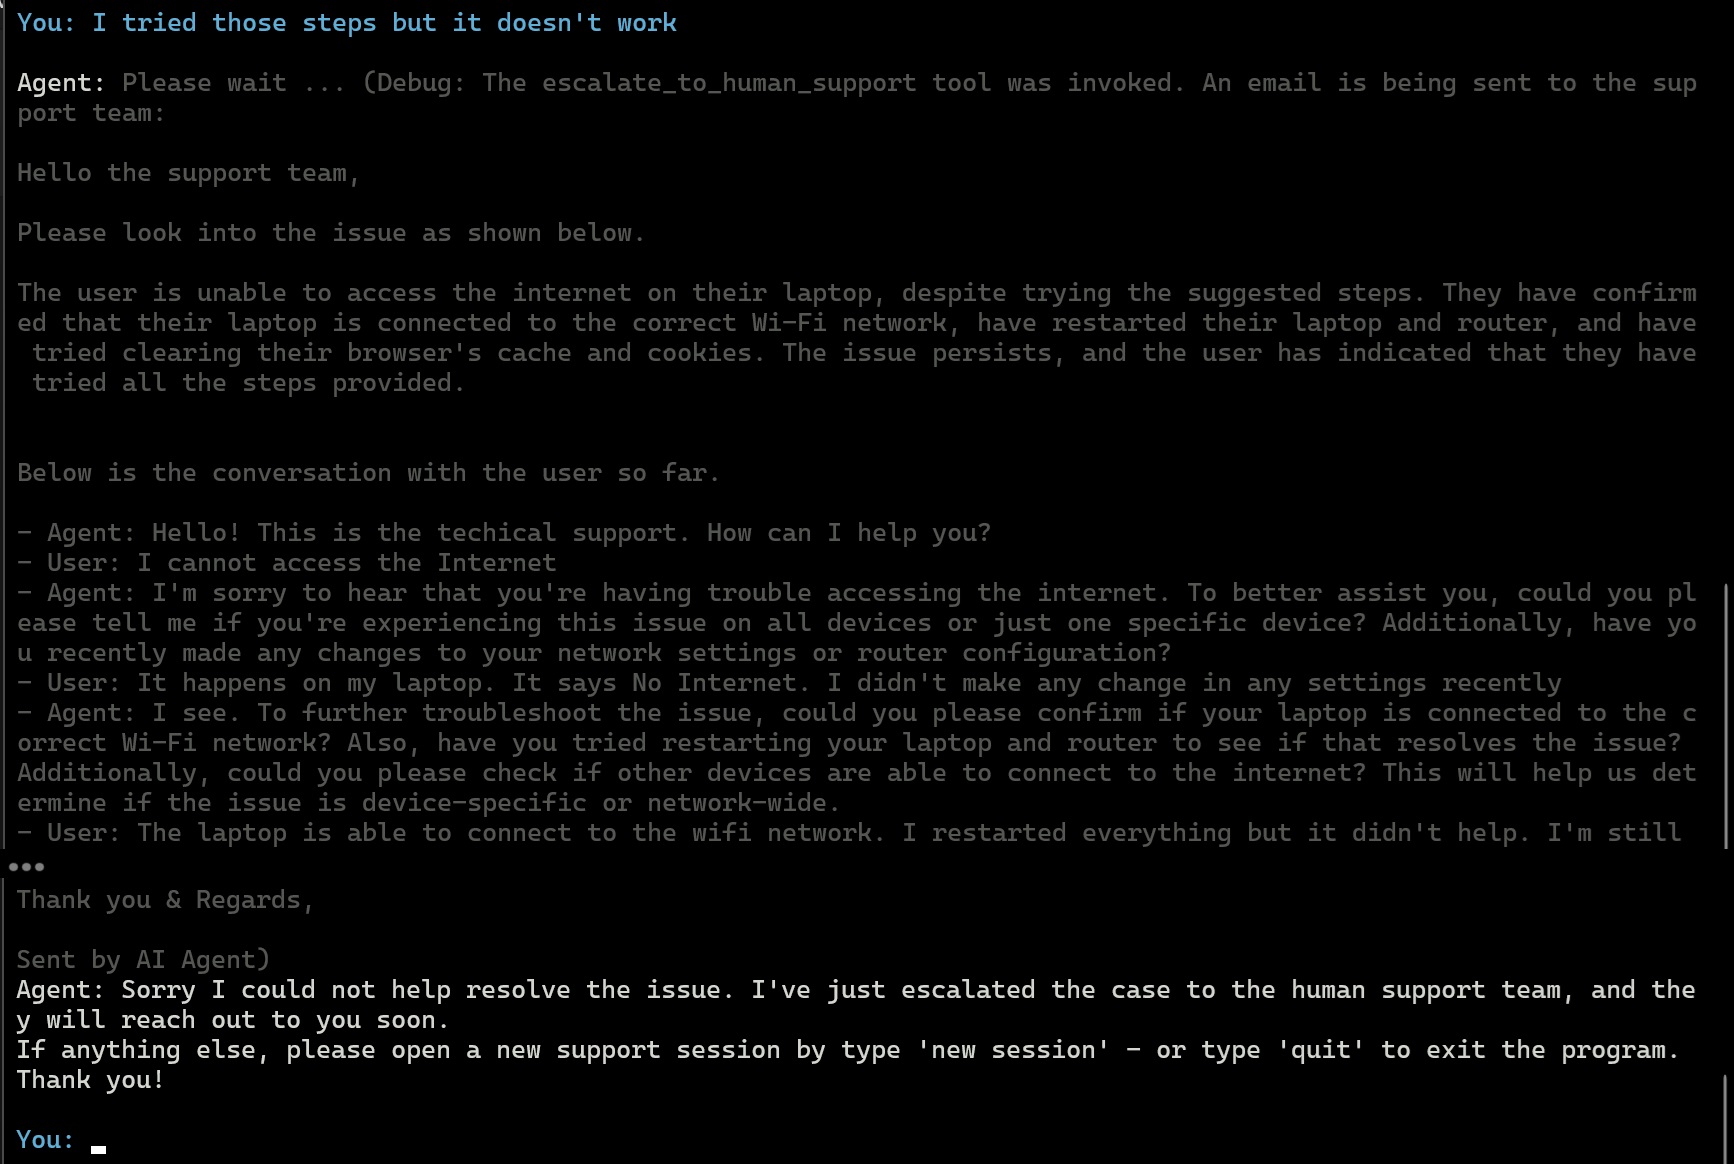 You: I tried those steps but it doesn't work
Agent: Please wait ... (Debug: The escalate_to_human_support tool was invoked. An email is being sent to the sup
port team:
Hello the support team,
Please look into the issue as shown below.
The user is unable to access the internet on their laptop, despite trying the suggested steps. They have confirm
ed that their laptop is connected to the correct Wi-Fi network, have restarted their laptop and router, and have
tried clearing their browser's cache and cookies. The issue persists, and the user has indicated that they have
tried all the steps provided.
Below is the conversation with the user so far.
- Agent: Hello! This is the techical support. How can I help you?
- User: I cannot access the Internet
- Agent: I'm sorry to hear that you're having trouble accessing the internet. To better assist you, could you pl
ease tell me if you're experiencing this issue on all devices or just one specific device? Additionally, have yo
u recently made any changes to your network settings or router configuration?
- User: It happens on my laptop. It says No Internet. I didn't make any change in any settings recently
- Agent: I see. To further troubleshoot the issue, could you please confirm if your laptop is connected to the c
orrect Wi-Fi network? Also, have you tried restarting your laptop and router to see if that resolves the issue?
Additionally, could you please check if other devices are able to connect to the internet? This will help us det
ermine if the issue is device-specific or network-wide.
- User: The laptop is able to connect to the wifi network. I restarted everything but it didn't help. I'm still
Thank you & Regards,
Sent by AI Agent)
Agent: Sorry I could not help resolve the issue. I've just escalated the case to the human support team, and the
y will reach out to you soon.
If anything else, please open a new support session by type 'new session' - or type 'quit' to exit the program.
Thank you!
You: